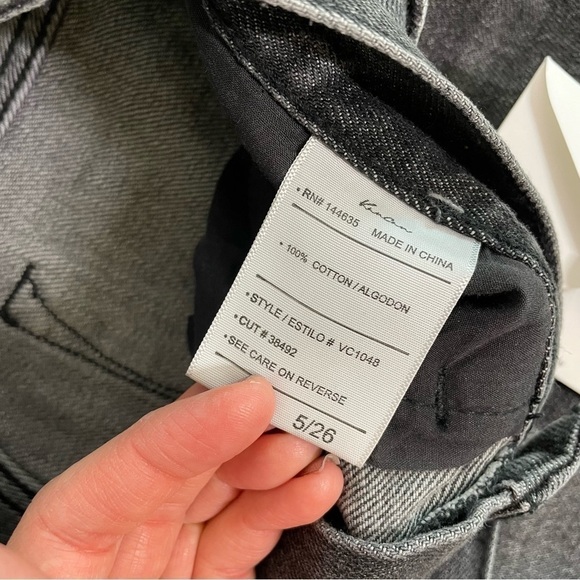 KanCan
• RN# 144635 MADE IN CHINA
• 100% COTTON / ALGODON
• STYLE / ESTILO # VC1048
• CUT # 38492
• SEE CARE ON REVERSE
5/26